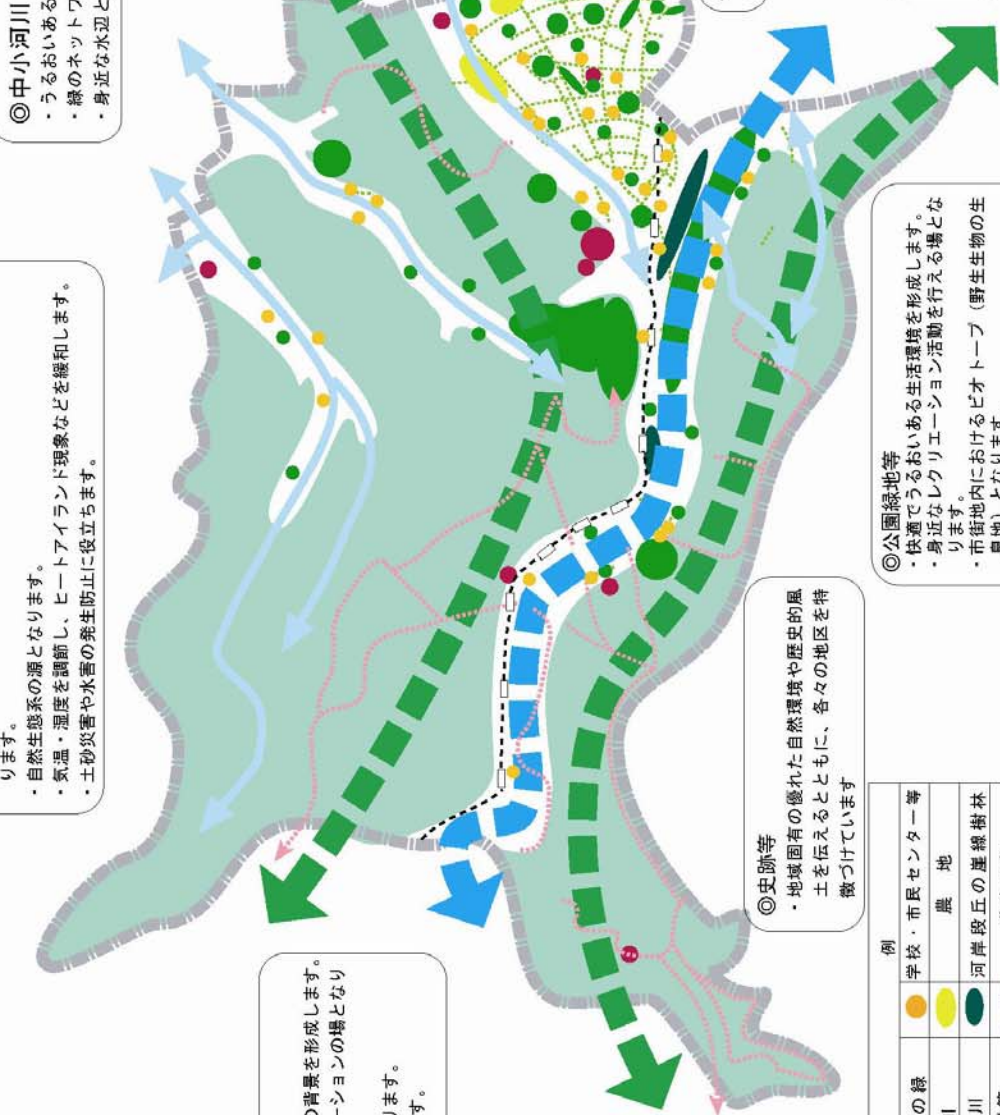 ◎中小河川
・うるおいある
・緑のネットワ
・身近な水辺と
ります。
・自然生態系の源となります。
・気温・湿度を調節し、ヒートアイランド現象などを緩和します。
・土砂災害や水害の発生防止に役立ちます。
の背景を形成します。
ーションの場となり
ります。
す。
◎公園緑地等
・快適でうるおいある生活環境を形成します。
・身近なレクリエーション活動を行える場とな
ります。
・市街地内におけるビオトープ（野生生物の生
息地）となります
◎史跡等
・地域固有の優れた自然環境や歴史的風
土を伝えるとともに、各々の地区を特
徴づけています
例
学校・市民センター等
の緑
農地
河岸段丘の崖線樹林
川